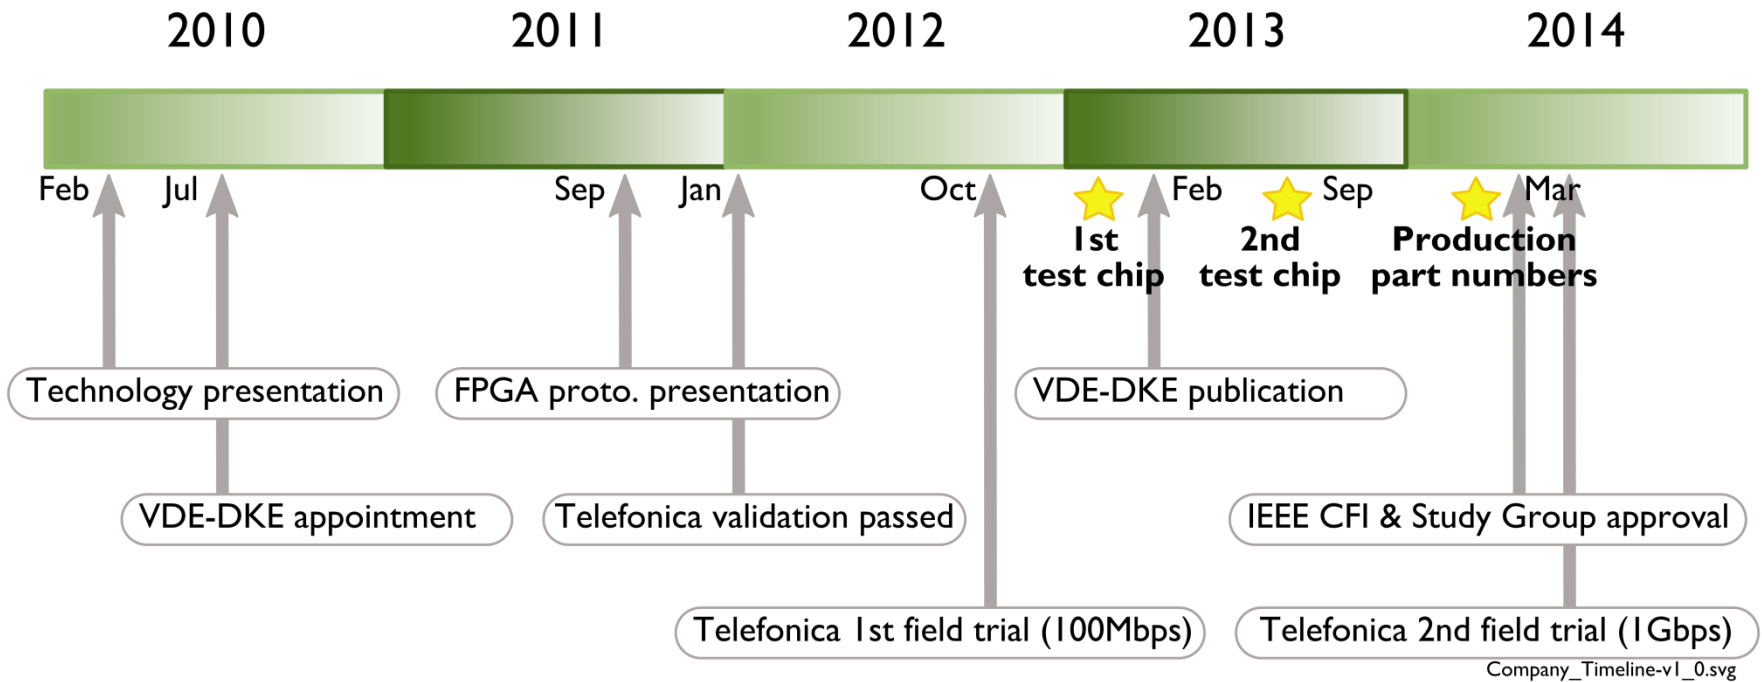 2010 2011 2012 2013 2014
Feb Jul Sep Jan Oct Feb Sep Mar
1st
test chip
2nd
test chip
Production
part numbers
Technology presentation
FPGA proto. presentation
VDE-DKE publication
VDE-DKE appointment
Telefonica validation passed
IEEE CFI & Study Group approval
Telefonica 1st field trial (100Mbps)
Telefonica 2nd field trial (1Gbps)
Company_Timeline-v1_0.svg